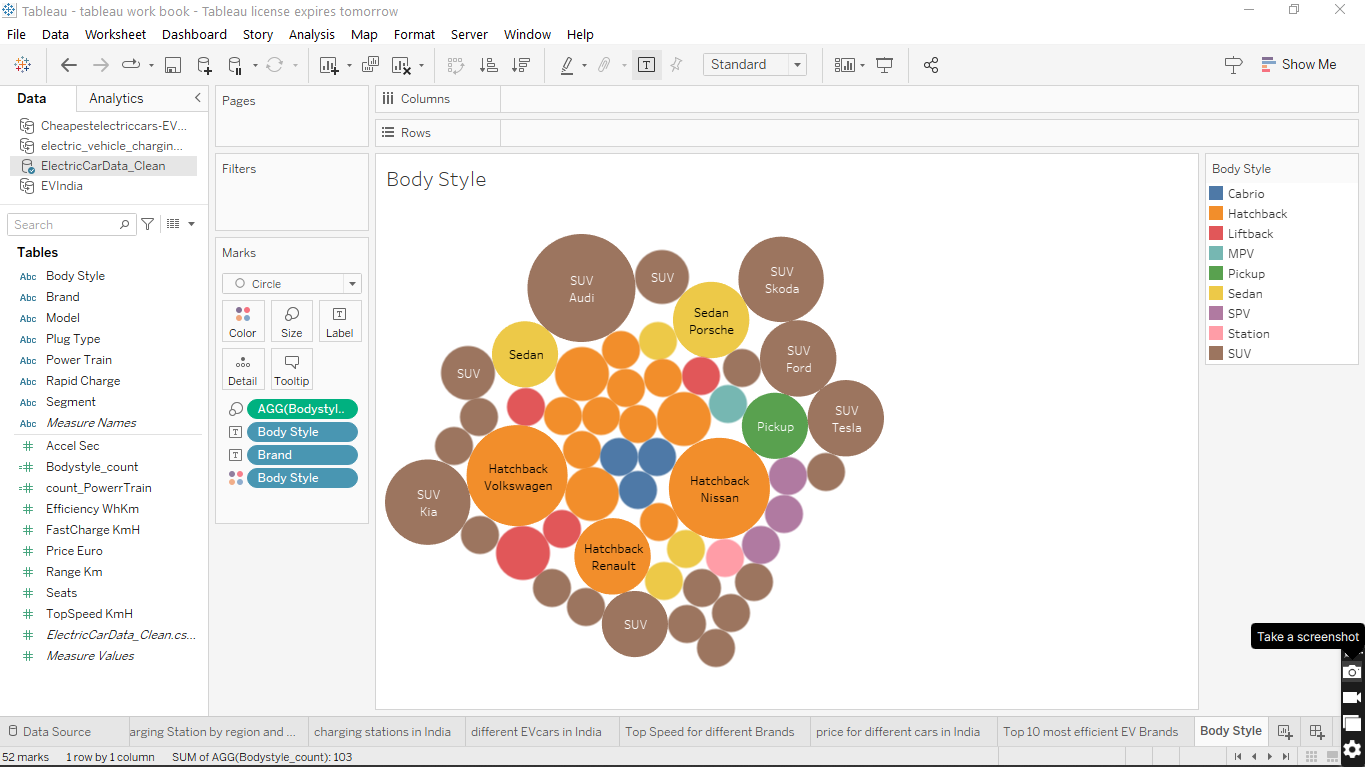 Tableau - tableau work book - Tableau license expires tomorrow
File Data Worksheet Dashboard Story Analysis Map Format Server Window Help
Standard
Show Me
Data Analytics
Cheapestelectriccars-EV...
electric_vehicle_chargin...
ElectricCarData_Clean
EVIndia
Search
Tables
Abc Body Style
Abc Brand
Abc Model
Abc Plug Type
Abc Power Train
Abc Rapid Charge
Abc Segment
Abc Measure Names
Accel Sec
Bodystyle_count
count_PowerrTrain
Efficiency WhKm
FastCharge KmH
Price Euro
Range Km
Seats
TopSpeed KmH
ElectricCarData_Clean.cs...
Measure Values
Pages
Filters
Marks
Circle
Color Size Label
Detail Tooltip
AGG(Bodystyl..
Body Style
Brand
Body Style
Columns
Rows
Body Style
SUV
Audi
SUV
SUV
Skoda
Sedan
Porsche
Sedan
SUV
Ford
SUV
SUV
Tesla
Pickup
Hatchback
Volkswagen
Hatchback
Nissan
SUV
Kia
Hatchback
Renault
SUV
Body Style
Cabrio
Hatchback
Liftback
MPV
Pickup
Sedan
SPV
Station
SUV
Take a screenshot
Data Source
arging Station by region and ...
charging stations in India
different EVcars in India
Top Speed for different Brands
price for different cars in India
Top 10 most efficient EV Brands
Body Style
52 marks 1 row by 1 column SUM of AGG(Bodystyle_count): 103